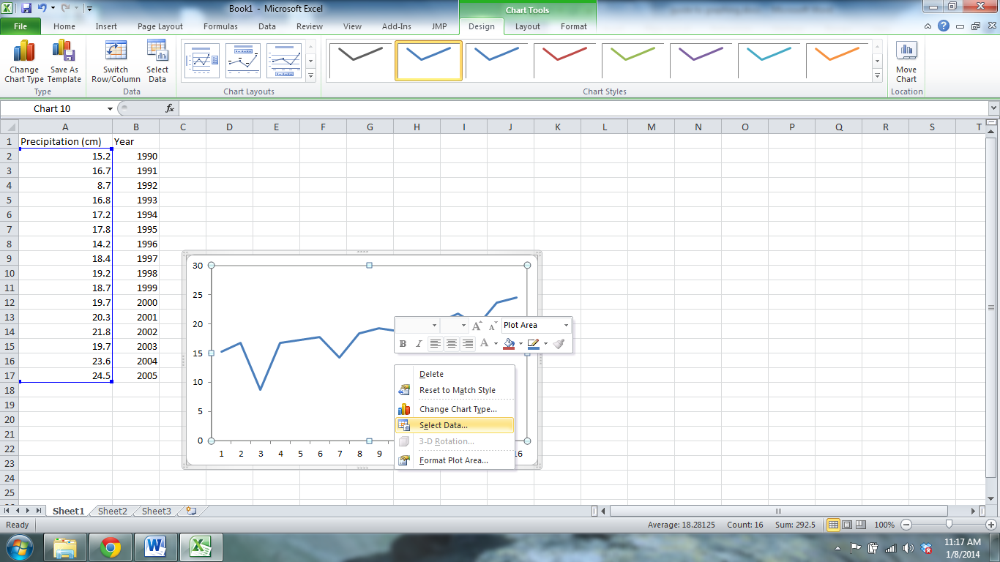 Book1 - Microsoft Excel
Chart Tools
File Home Insert Page Layout Formulas Data Review View Add-Ins JMP Design Layout Format
Change Chart Type
Save As Template
Switch Row/Column
Select Data
Move Chart
Type Data Chart Layouts Chart Styles Location
Chart 10 fx
A B C D E F G H I J K L M N O P Q R S T
1 Precipitation (cm) Year
2 15.2 1990
3 16.7 1991
4 8.7 1992
5 16.8 1993
6 17.2 1994
7 17.8 1995
8 14.2 1996
9 18.4 1997
10 19.2 1998
11 18.7 1999
12 19.7 2000
13 20.3 2001
14 21.8 2002
15 19.7 2003
16 23.6 2004
17 24.5 2005
18
19
20
21
22
23
24
25
30
25
20
15
10
5
0
1 2 3 4 5 6 7 8 9 16
A A Plot Area
B I A
Delete
Reset to Match Style
Change Chart Type...
Select Data...
3-D Rotation...
Format Plot Area...
Sheet1 Sheet2 Sheet3
Ready Average: 18.28125 Count: 16 Sum: 292.5 100%
11:17 AM
1/8/2014